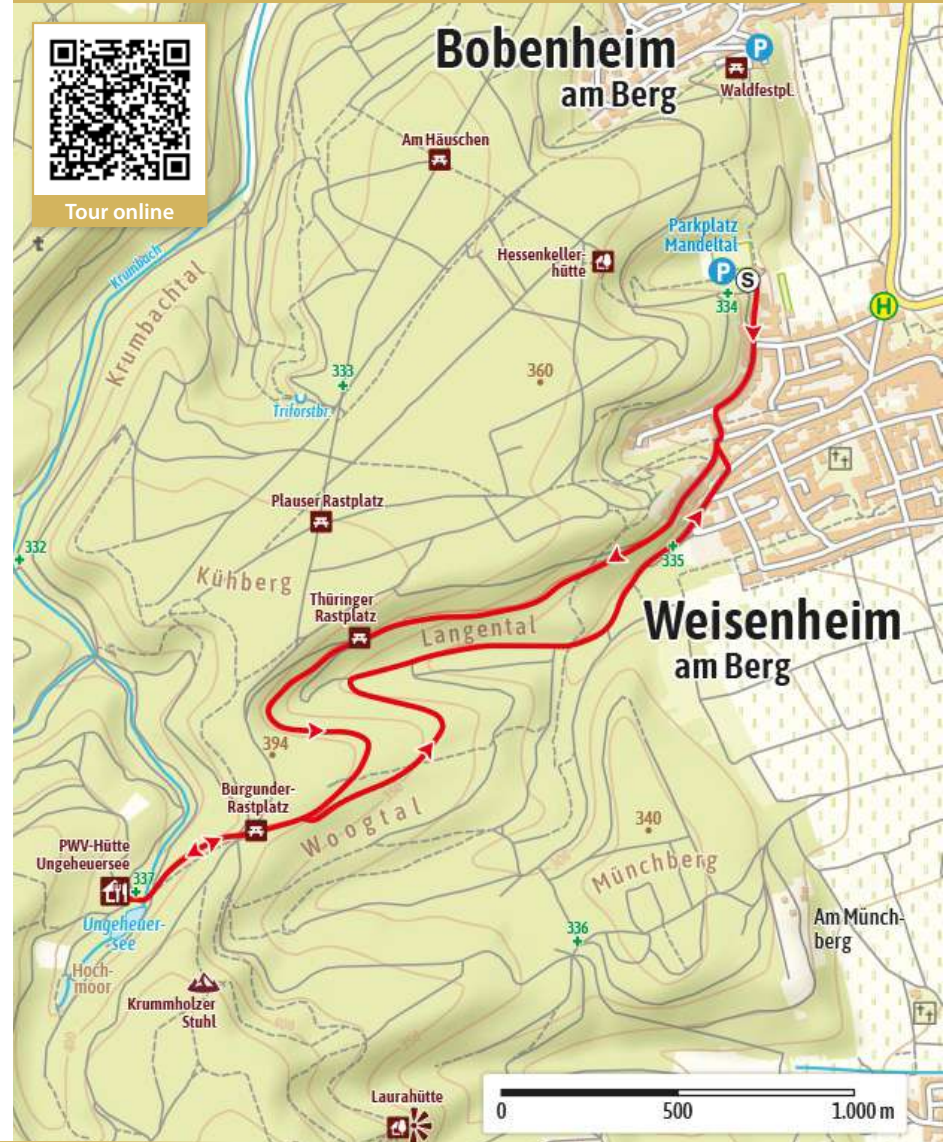 Bobenheim
am Berg
P
Waldfestpl.
Tour online
Am Häuschen
Krumbach
Krumbachtal
Hessenkeller-
hütte
Parkplatz
Mandeltal
P
S
334
H
333
360
Triforstbr.
Plauser Rastplatz
332
335
Kühberg
Thüringer
Rastplatz
Langental
Weisenheim
am Berg
394
Burgunder-
Rastplatz
Woogtal
340
PWV-Hütte
Ungeheuersee
337
Münchberg
Ungeheuer-
see
336
Am Münch-
berg
Hoch-
moor
Krummholzer
Stuhl
Laurahütte
0
500
1.000 m